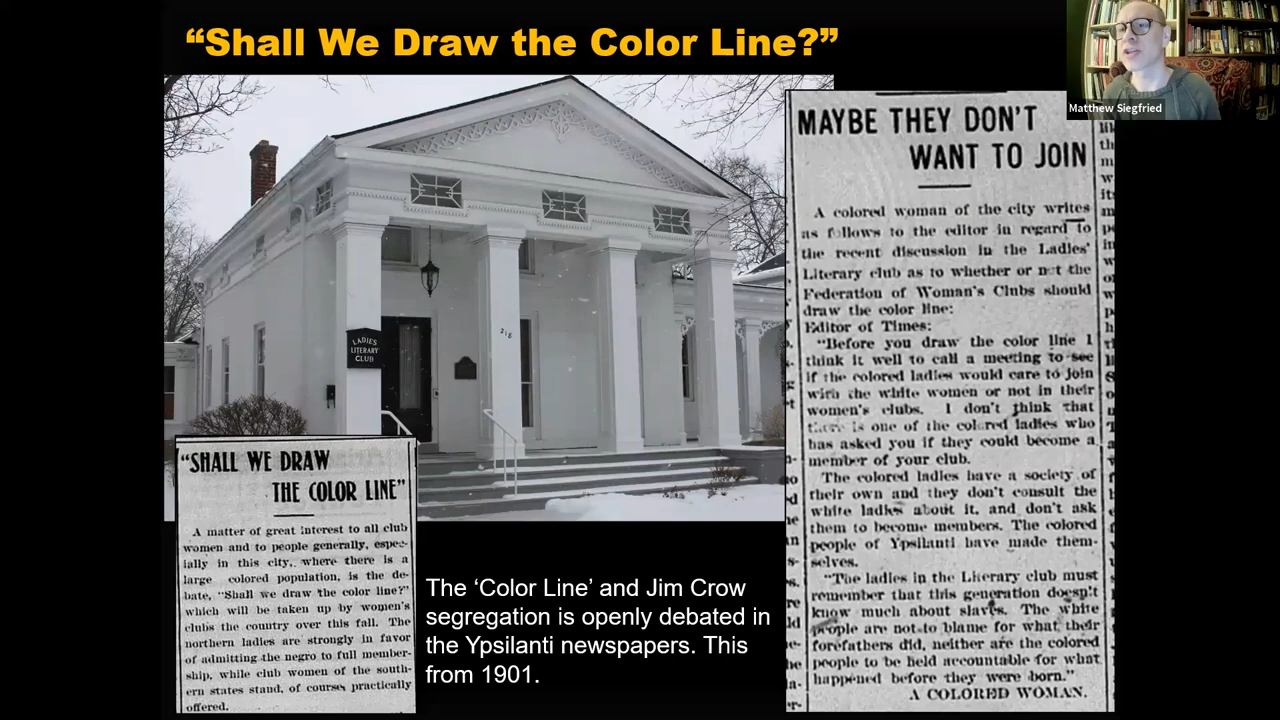 “Shall We Draw the Color Line?”
Matthew Siegfried
LADIES
LITERARY
CLUB
218
"SHALL WE DRAW
THE COLOR LINE"
A matter of great interest to all club
women and to people generally, espec-
ially in this city, where there is a
large colored population, is the de-
bate, "Shall we draw the color line?"
which will be taken up by women's
clubs the country over this fall. The
northern ladies are strongly in favor
of admitting the negro to full member-
ship, while club women of the south-
ern states stand, of course, practically
offered.
The ‘Color Line’ and Jim Crow
segregation is openly debated in
the Ypsilanti newspapers. This
from 1901.
MAYBE THEY DON'T
WANT TO JOIN
A colored woman of the city writes
as follows to the editor in regard to
the recent discussion in the Ladies'
Literary club as to whether or not the
Federation of Woman's Clubs should
draw the color line:
Editor of Times:
"Before you draw the color line I
think it well to call a meeting to see
if the colored ladies would care to join
with the white women or not in their
women's clubs. I don't think that
there is one of the colored ladies who
has asked you if they could become a
member of your club.
The colored ladies have a society of
their own and they don't consult the
white ladies about it, and don't ask
them to become members. The colored
people of Ypsilanti have made them-
selves.
"The ladies in the Literary club must
remember that this generation doesn't
know much about slaves. The white
people are not to blame for what their
forefathers did, neither are the colored
people to be held accountable for what
happened before they were born."
A COLORED WOMAN.